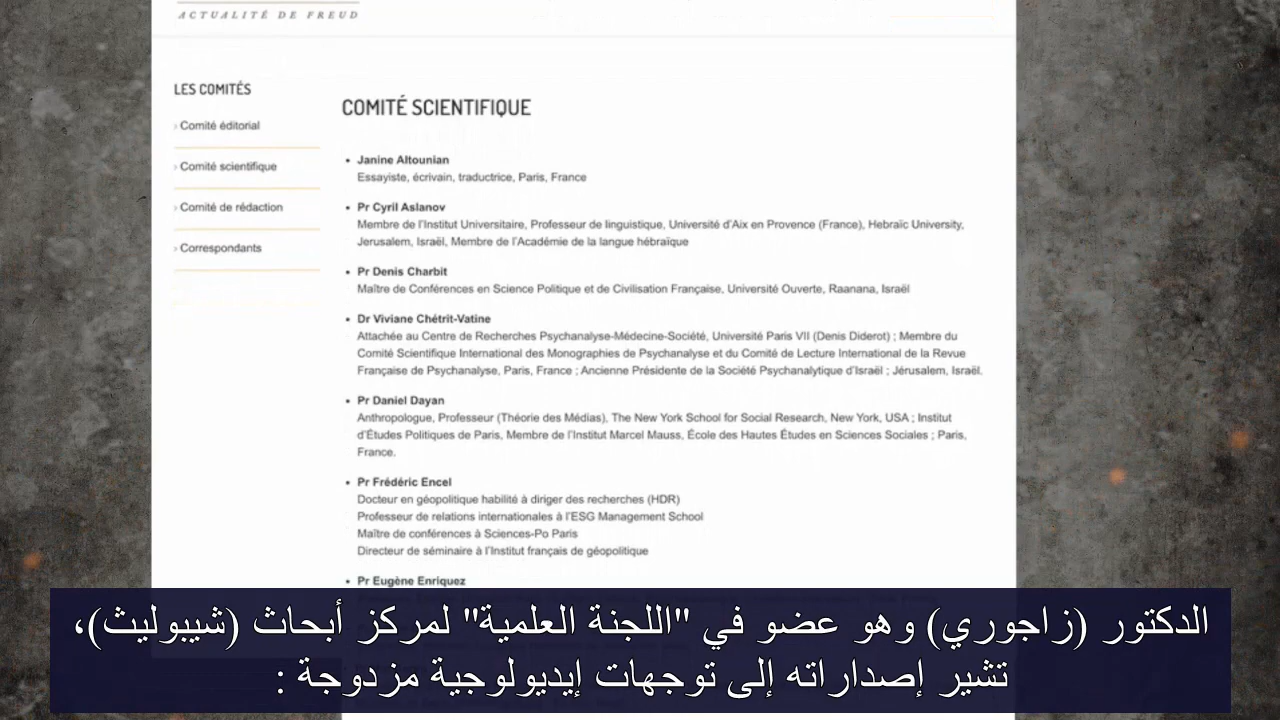 ACTUALITÉ DE FREUD
LES COMITÉS
› Comité éditorial
› Comité scientifique
› Comité de rédaction
› Correspondants
COMITÉ SCIENTIFIQUE
• Janine Altounian
Essayiste, écrivain, traductrice, Paris, France
• Pr Cyril Aslanov
Membre de l'Institut Universitaire, Professeur de linguistique, Université d'Aix en Provence (France), Hebraïc University,
Jerusalem, Israël, Membre de l'Académie de la langue hébraïque
• Pr Denis Charbit
Maître de Conférences en Science Politique et de Civilisation Française, Université Ouverte, Raanana, Israël
• Dr Viviane Chétrit-Vatine
Attachée au Centre de Recherches Psychanalyse-Médecine-Société, Université Paris VII (Denis Diderot) ; Membre du
Comité Scientifique International des Monographies de Psychanalyse et du Comité de Lecture International de la Revue
Française de Psychanalyse, Paris, France ; Ancienne Présidente de la Société Psychanalytique d'Israël ; Jérusalem, Israël.
• Pr Daniel Dayan
Anthropologue, Professeur (Théorie des Médias), The New York School for Social Research, New York, USA ; Institut
d'Études Politiques de Paris, Membre de l'Institut Marcel Mauss, École des Hautes Études en Sciences Sociales ; Paris,
France.
• Pr Frédéric Encel
Docteur en géopolitique habilité à diriger des recherches (HDR)
Professeur de relations internationales à l'ESG Management School
Maître de conférences à Sciences-Po Paris
Directeur de séminaire à l'Institut français de géopolitique
• Pr Eugène Enriquez
الدكتور (زاجوري) وهو عضو في "اللجنة العلمية" لمركز أبحاث (شيبوليث)،
تشير إصداراته إلى توجهات إيديولوجية مزدوجة :